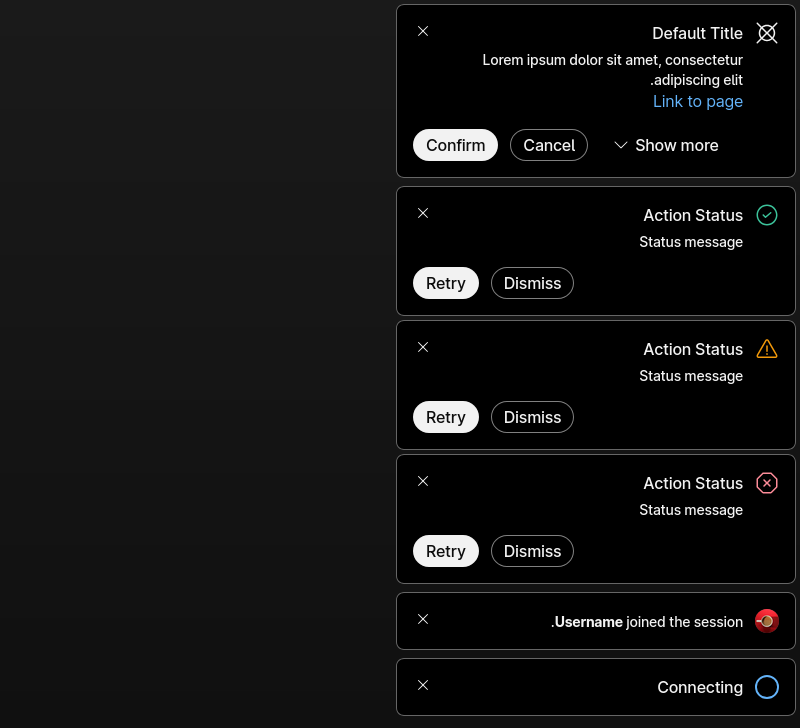 Default Title
Lorem ipsum dolor sit amet, consectetur
.adipiscing elit
Link to page
Confirm Cancel Show more
Action Status
Status message
Retry Dismiss
Action Status
Status message
Retry Dismiss
Action Status
Status message
Retry Dismiss
.Username joined the session
Connecting